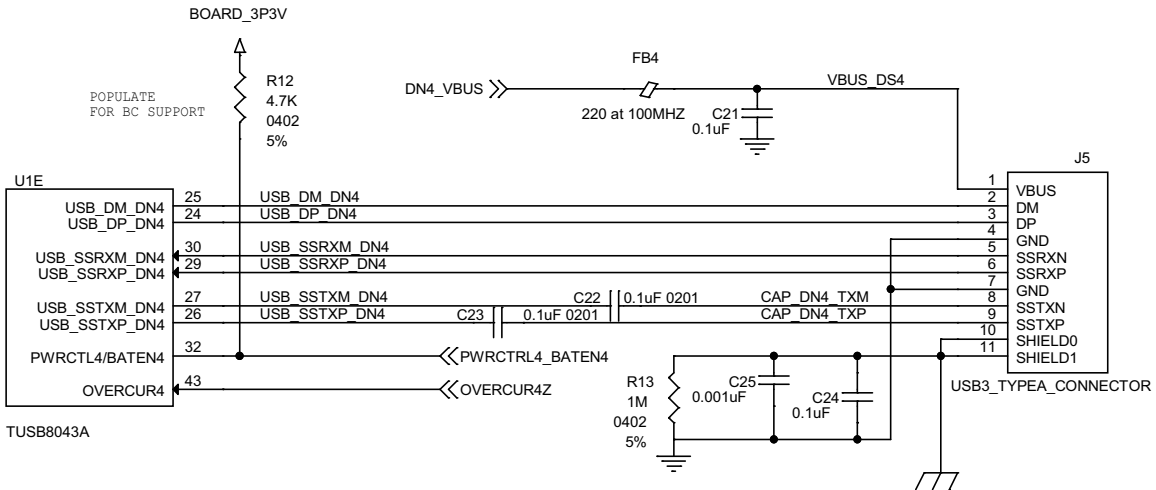 BOARD_3P3V
POPULATE
FOR BC SUPPORT
R12
4.7K
0402
5%
DN4_VBUS
FB4
220 at 100MHZ
VBUS_DS4
C21
0.1uF
J5
U1E
USB_DM_DN4 25 USB_DM_DN4 1 VBUS
USB_DP_DN4 24 USB_DP_DN4 2 DM
3 DP
4 GND
USB_SSRXM_DN4 30 USB_SSRXM_DN4 5 SSRXN
USB_SSRXP_DN4 29 USB_SSRXP_DN4 6 SSRXP
7 GND
USB_SSTXM_DN4 27 USB_SSTXM_DN4 C22 0.1uF 0201 CAP_DN4_TXM 8 SSTXN
USB_SSTXP_DN4 26 USB_SSTXP_DN4 C23 0.1uF 0201 CAP_DN4_TXP 9 SSTXP
10 SHIELD0
PWRCTL4/BATEN4 32 PWRCTRL4_BATEN4 11 SHIELD1
OVERCUR4 43 OVERCUR4Z
USB3_TYPEA_CONNECTOR
R13
1M
0402
5%
C25
0.001uF
C24
0.1uF
TUSB8043A